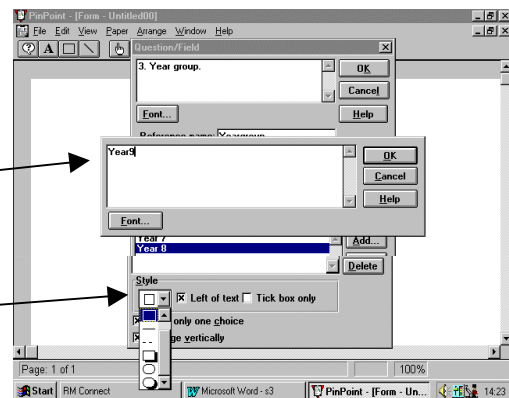 PinPoint - [Form - Untitled00]
File Edit View Paper Arrange Window Help
A
Question/Field
3. Year group.
OK
Cancel
Help
Font...
Reference name: Yeargroup
Year9
OK
Cancel
Help
Font...
Year 7
Year 8
Add...
Delete
Style
Left of text Tick box only
only one choice
vertically
Page: 1 of 1
100%
Start RM Connect Microsoft Word - s3 PinPoint - [Form - Un... 14:23